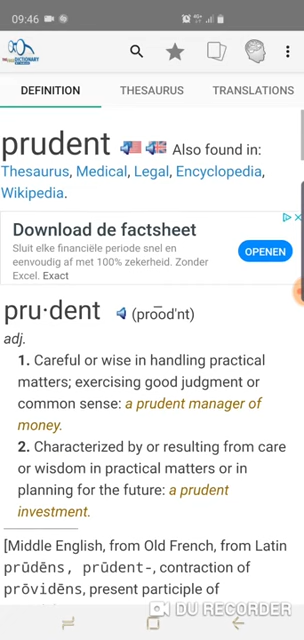 09:46
DEFINITION THESAURUS TRANSLATIONS
prudent Also found in:
Thesaurus, Medical, Legal, Encyclopedia,
Wikipedia.
Download de factsheet
Sluit elke financiële periode snel en
eenvoudig af met 100% zekerheid. Zonder
Excel. Exact
OPENEN
pru·dent (pro͞od'nt)
adj.
1. Careful or wise in handling practical
matters; exercising good judgment or
common sense: a prudent manager of
money.
2. Characterized by or resulting from care
or wisdom in practical matters or in
planning for the future: a prudent
investment.
[Middle English, from Old French, from Latin
prūdēns, prūdent-, contraction of
prōvidēns, present participle of
DU RECORDER